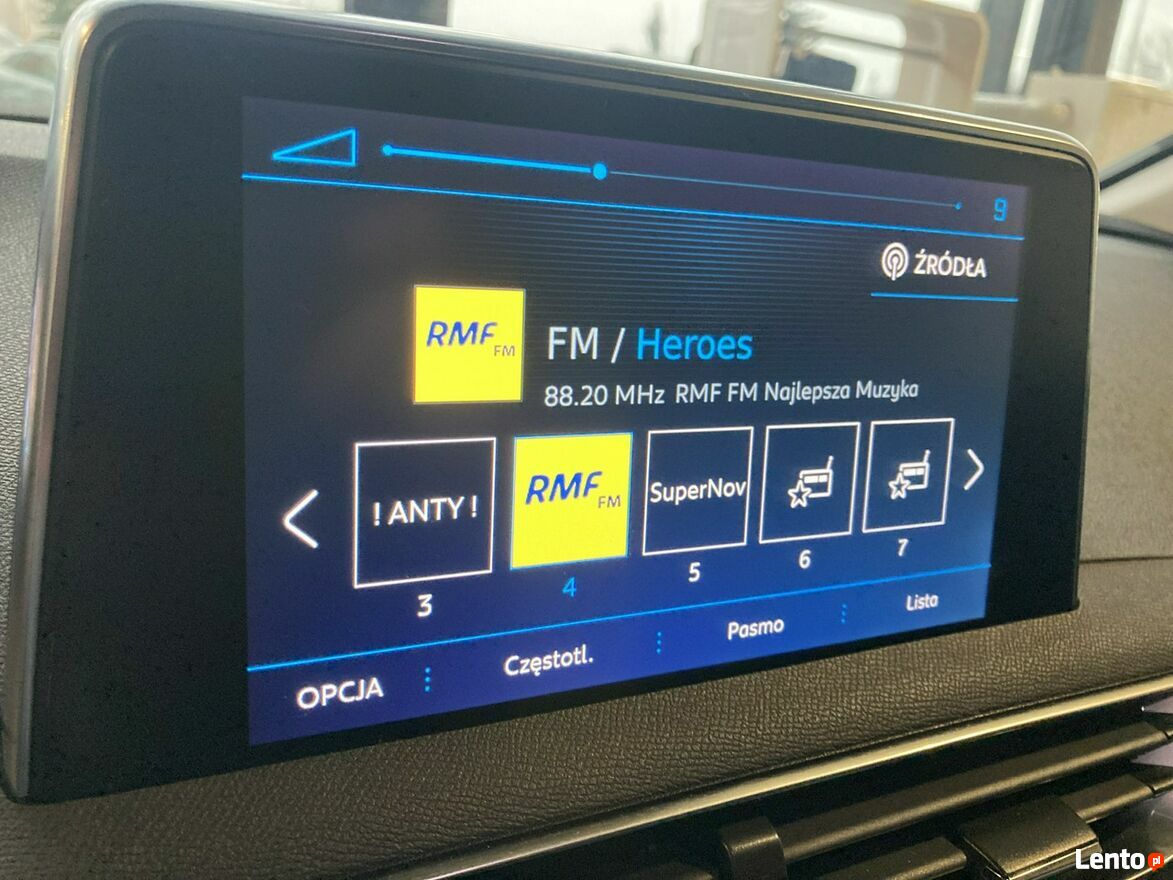 9
ŹRÓDŁA
RMF FM
FM / Heroes
88.20 MHz RMF FM Najlepsza Muzyka
! ANTY !
RMF FM
SuperNov
3
4
5
6
7
OPCJA
Częstotl.
Pasmo
Lista
Lento pl